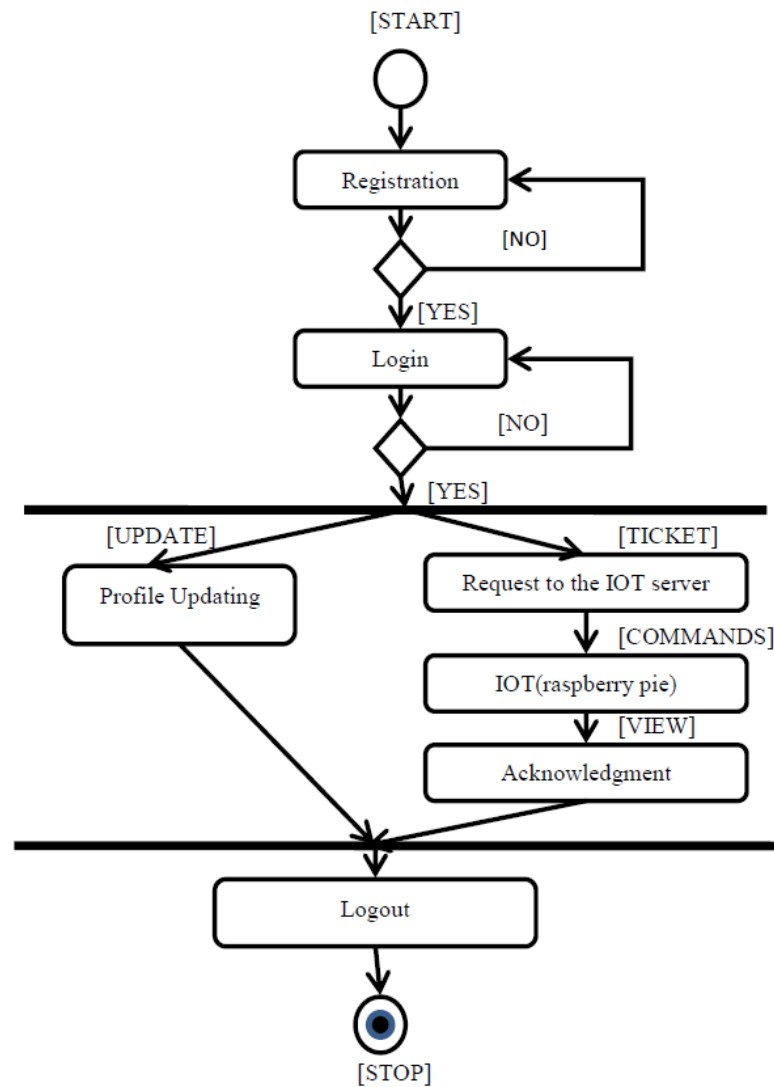 [START]
Registration
[NO]
[YES]
Login
[NO]
[YES]
[UPDATE]
[TICKET]
Profile Updating
Request to the IOT server
[COMMANDS]
IOT(raspberry pie)
[VIEW]
Acknowledgment
Logout
[STOP]